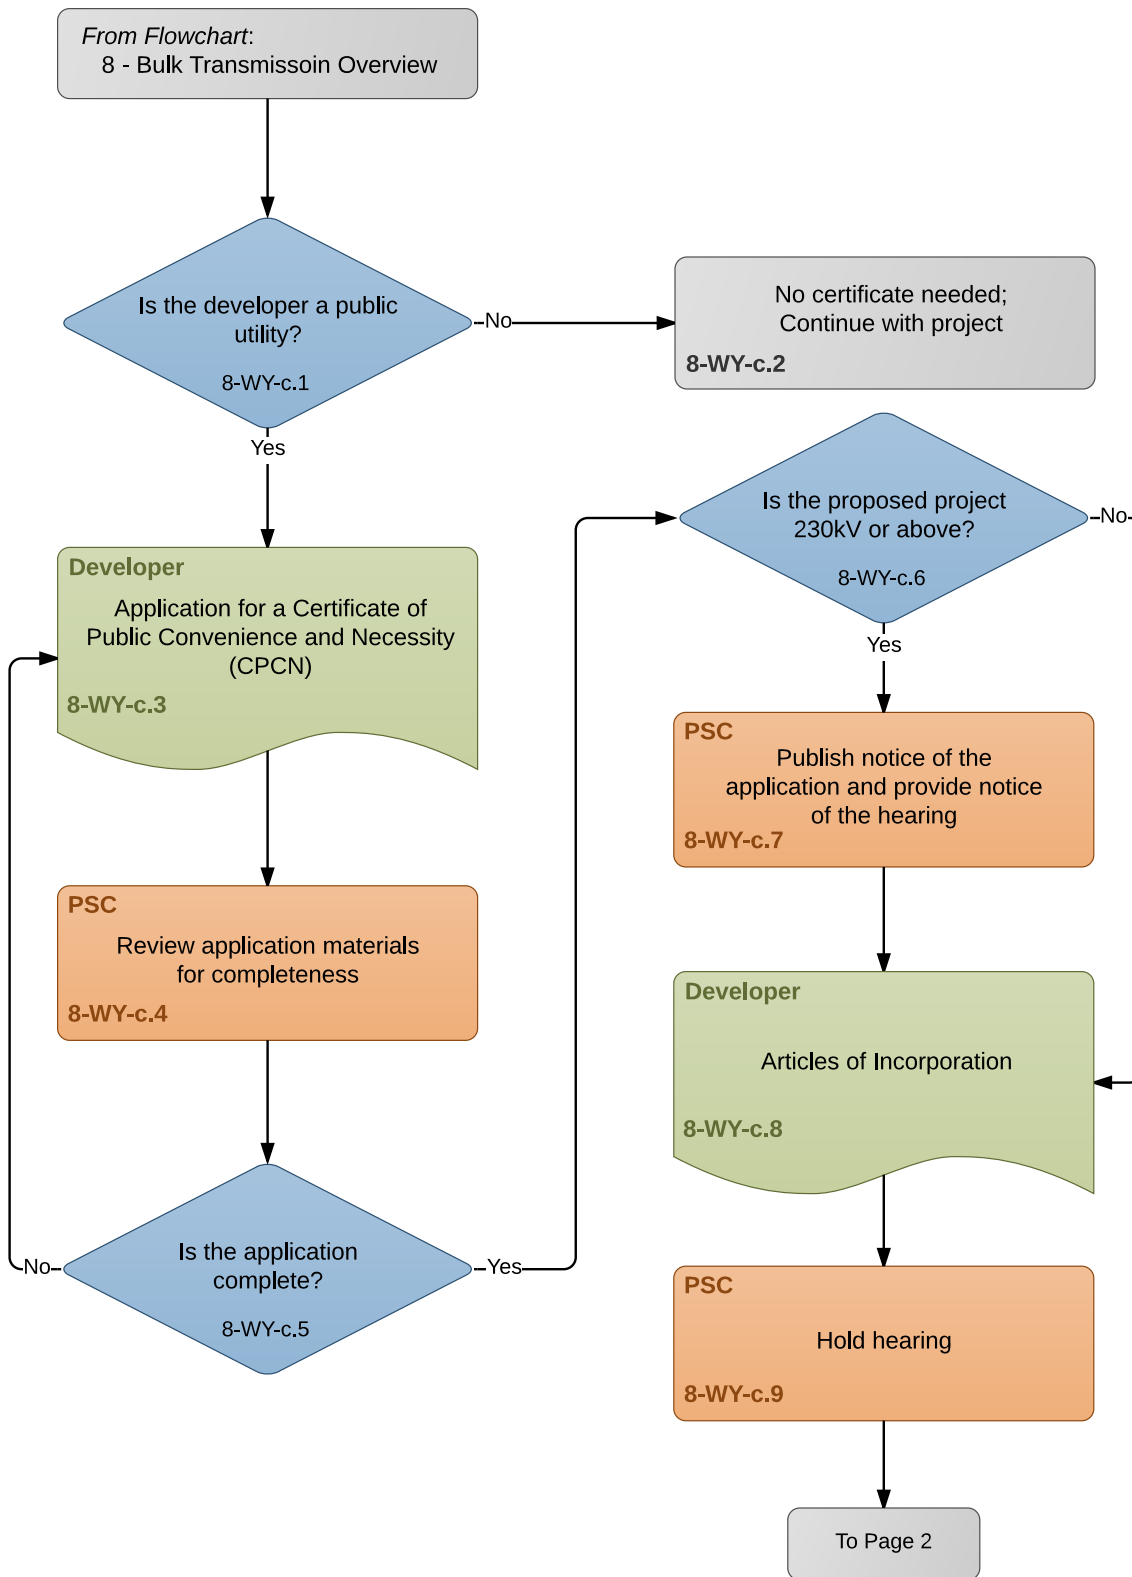 From Flowchart:
8 - Bulk Transmissoin Overview
Is the developer a public
utility?
8-WY-c.1
No
No certificate needed;
Continue with project
8-WY-c.2
Yes
Developer
Application for a Certificate of
Public Convenience and Necessity
(CPCN)
8-WY-c.3
PSC
Review application materials
for completeness
8-WY-c.4
Is the application
complete?
8-WY-c.5
No
Yes
Is the proposed project
230kV or above?
8-WY-c.6
No
Yes
PSC
Publish notice of the
application and provide notice
of the hearing
8-WY-c.7
Developer
Articles of Incorporation
8-WY-c.8
PSC
Hold hearing
8-WY-c.9
To Page 2